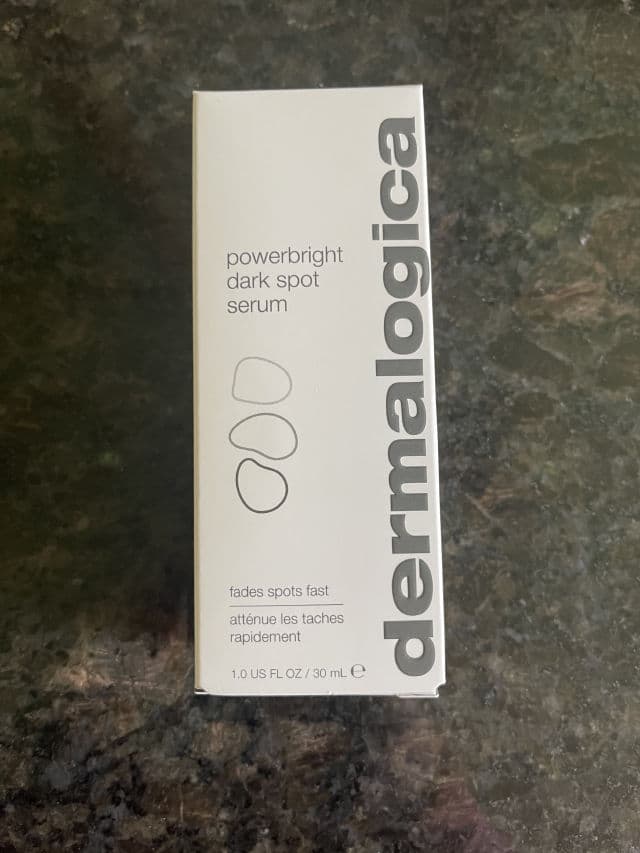 powerbright
dark spot
serum
fades spots fast
atténue les taches
rapidement
1.0 US FL OZ / 30 mL ℮
dermalogica